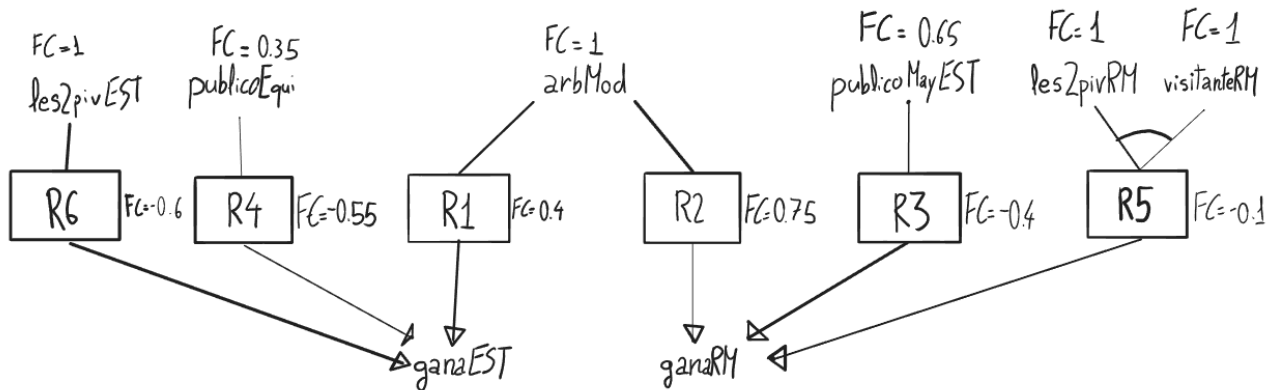 FC=1
les2pivEST
FC=0.35
publicoEqui
FC=1
arbMod
FC=0.65
publicoMayEST
FC=1
les2pivRM
FC=1
visitanteRM
R6
FC=-0.6
R4
FC=-0.55
R1
FC=0.4
R2
FC=0.75
R3
FC=-0.4
R5
FC=-0.1
ganaEST
ganaRM